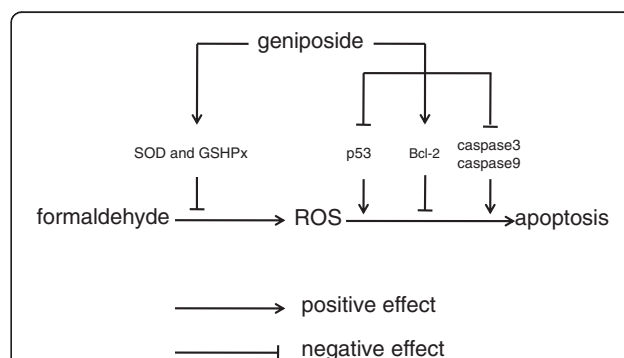 geniposide
SOD and GSHPx
p53
Bcl-2
caspase3
caspase9
formaldehyde
ROS
apoptosis
positive effect
negative effect